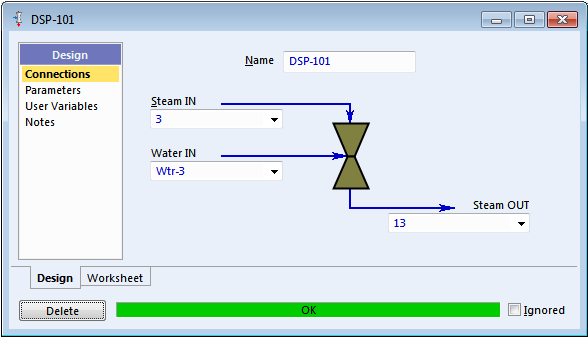 DSP-101
Design
Connections
Parameters
User Variables
Notes
Name DSP-101
Steam IN
3
Water IN
Wtr-3
Steam OUT
13
Design Worksheet
Delete OK Ignored